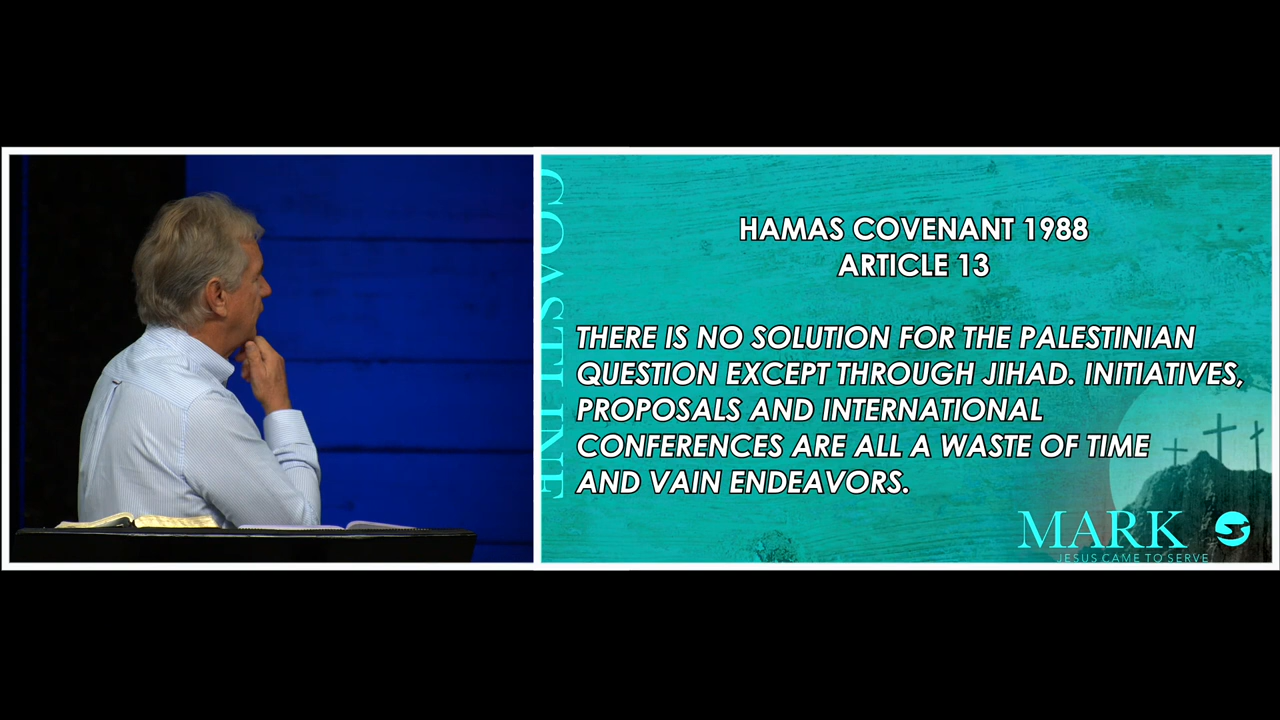 COASTLINE
HAMAS COVENANT 1988
ARTICLE 13
THERE IS NO SOLUTION FOR THE PALESTINIAN
QUESTION EXCEPT THROUGH JIHAD. INITIATIVES,
PROPOSALS AND INTERNATIONAL
CONFERENCES ARE ALL A WASTE OF TIME
AND VAIN ENDEAVORS.
MARK
JESUS CAME TO SERVE